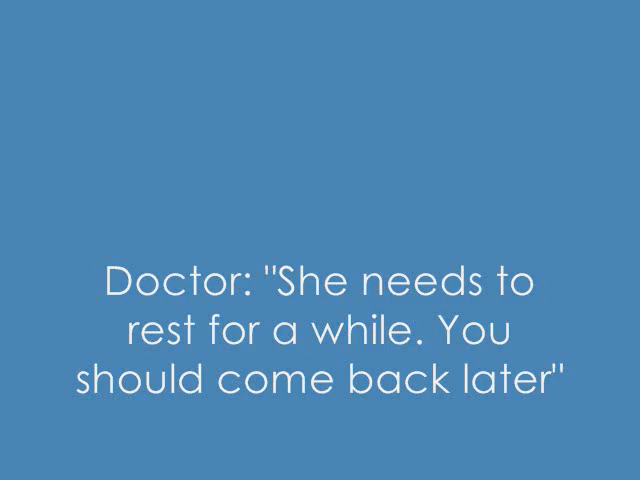 Doctor: "She needs to
rest for a while. You
should come back later"